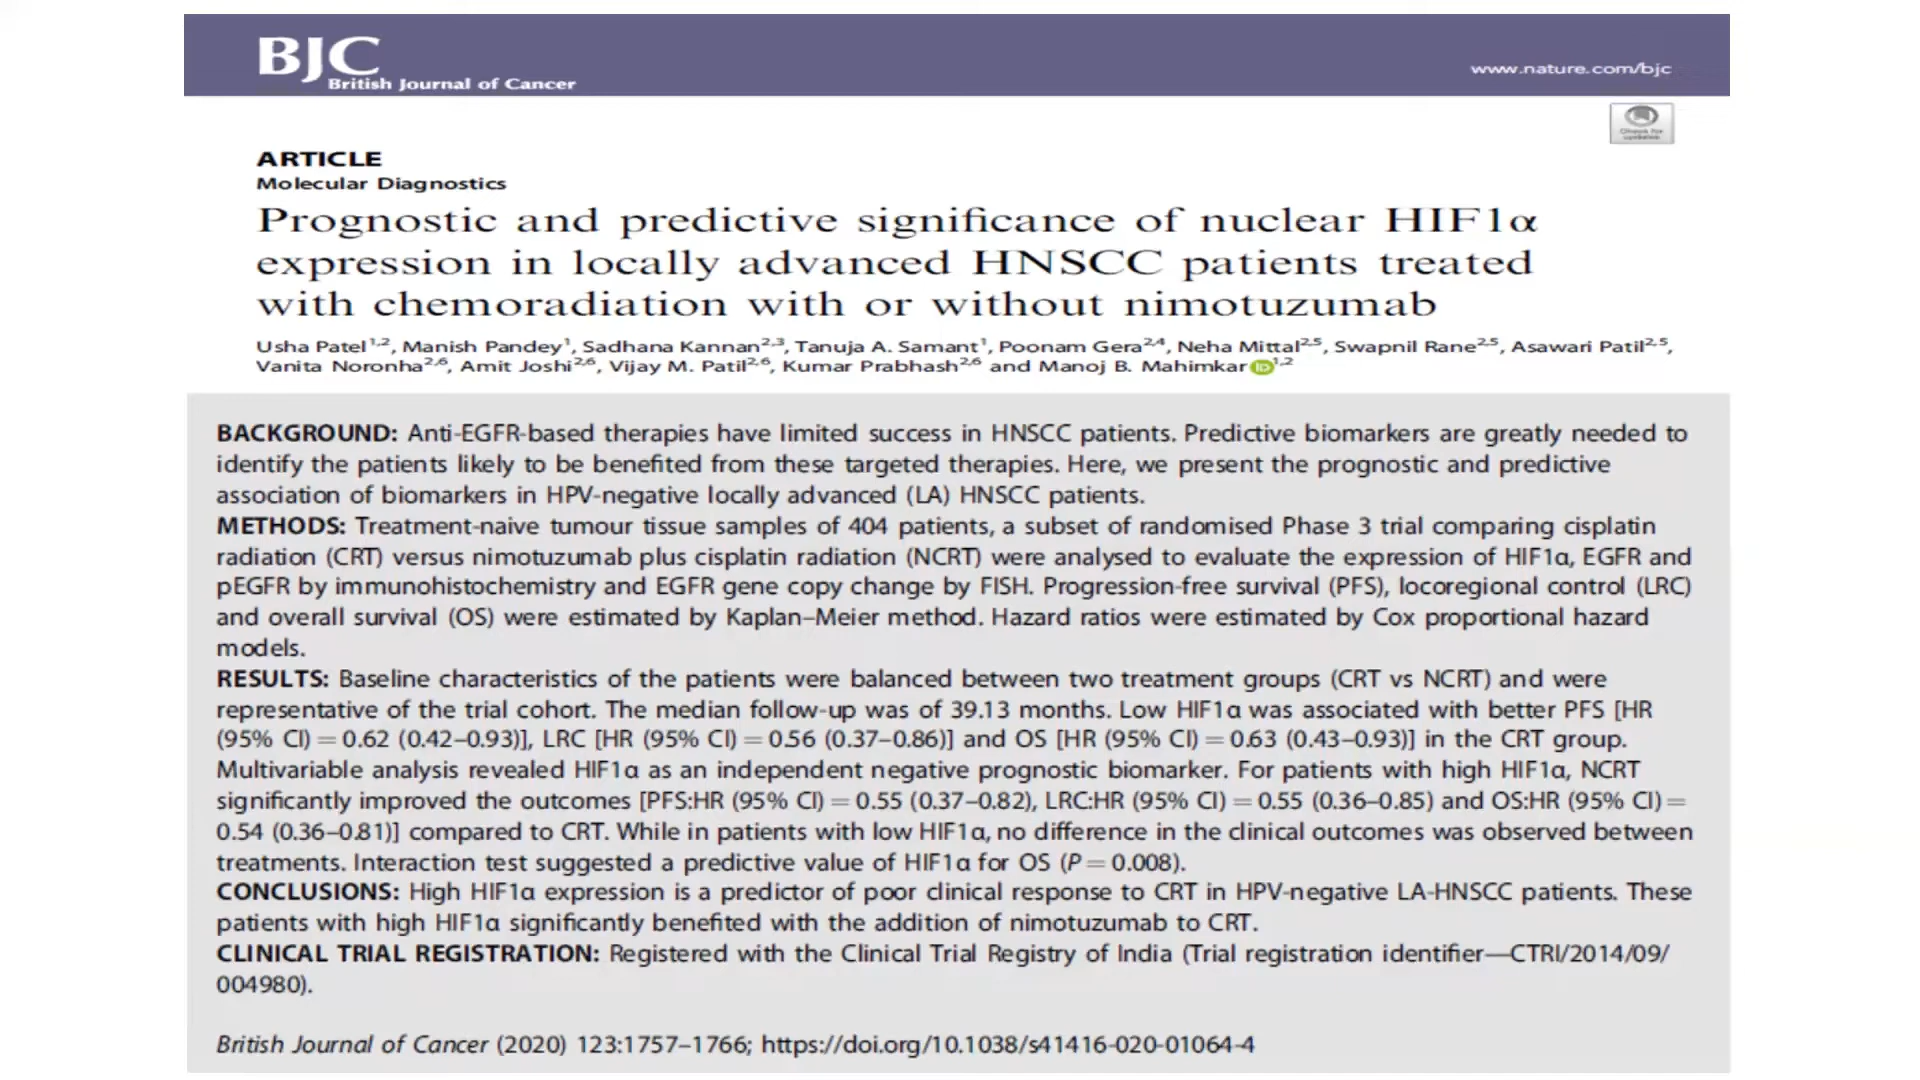 BJC
British Journal of Cancer
www.nature.com/bjc
Check for
updates
ARTICLE
Molecular Diagnostics
Prognostic and predictive significance of nuclear HIF1α
expression in locally advanced HNSCC patients treated
with chemoradiation with or without nimotuzumab
Usha Patel1,2, Manish Pandey1, Sadhana Kannan2,3, Tanuja A. Samant1, Poonam Gera2,4, Neha Mittal2,5, Swapnil Rane2,5, Asawari Patil2,5,
Vanita Noronha2,6, Amit Joshi2,6, Vijay M. Patil2,6, Kumar Prabhash2,6 and Manoj B. Mahimkar iD 1,2
BACKGROUND: Anti-EGFR-based therapies have limited success in HNSCC patients. Predictive biomarkers are greatly needed to
identify the patients likely to be benefited from these targeted therapies. Here, we present the prognostic and predictive
association of biomarkers in HPV-negative locally advanced (LA) HNSCC patients.
METHODS: Treatment-naive tumour tissue samples of 404 patients, a subset of randomised Phase 3 trial comparing cisplatin
radiation (CRT) versus nimotuzumab plus cisplatin radiation (NCRT) were analysed to evaluate the expression of HIF1α, EGFR and
pEGFR by immunohistochemistry and EGFR gene copy change by FISH. Progression-free survival (PFS), locoregional control (LRC)
and overall survival (OS) were estimated by Kaplan–Meier method. Hazard ratios were estimated by Cox proportional hazard
models.
RESULTS: Baseline characteristics of the patients were balanced between two treatment groups (CRT vs NCRT) and were
representative of the trial cohort. The median follow-up was of 39.13 months. Low HIF1α was associated with better PFS [HR
(95% CI) = 0.62 (0.42–0.93)], LRC [HR (95% CI) = 0.56 (0.37–0.86)] and OS [HR (95% CI) = 0.63 (0.43–0.93)] in the CRT group.
Multivariable analysis revealed HIF1α as an independent negative prognostic biomarker. For patients with high HIF1α, NCRT
significantly improved the outcomes [PFS:HR (95% CI) = 0.55 (0.37–0.82), LRC:HR (95% CI) = 0.55 (0.36–0.85) and OS:HR (95% CI) =
0.54 (0.36–0.81)] compared to CRT. While in patients with low HIF1α, no difference in the clinical outcomes was observed between
treatments. Interaction test suggested a predictive value of HIF1α for OS (P = 0.008).
CONCLUSIONS: High HIF1α expression is a predictor of poor clinical response to CRT in HPV-negative LA-HNSCC patients. These
patients with high HIF1α significantly benefited with the addition of nimotuzumab to CRT.
CLINICAL TRIAL REGISTRATION: Registered with the Clinical Trial Registry of India (Trial registration identifier—CTRI/2014/09/
004980).
British Journal of Cancer (2020) 123:1757–1766; https://doi.org/10.1038/s41416-020-01064-4